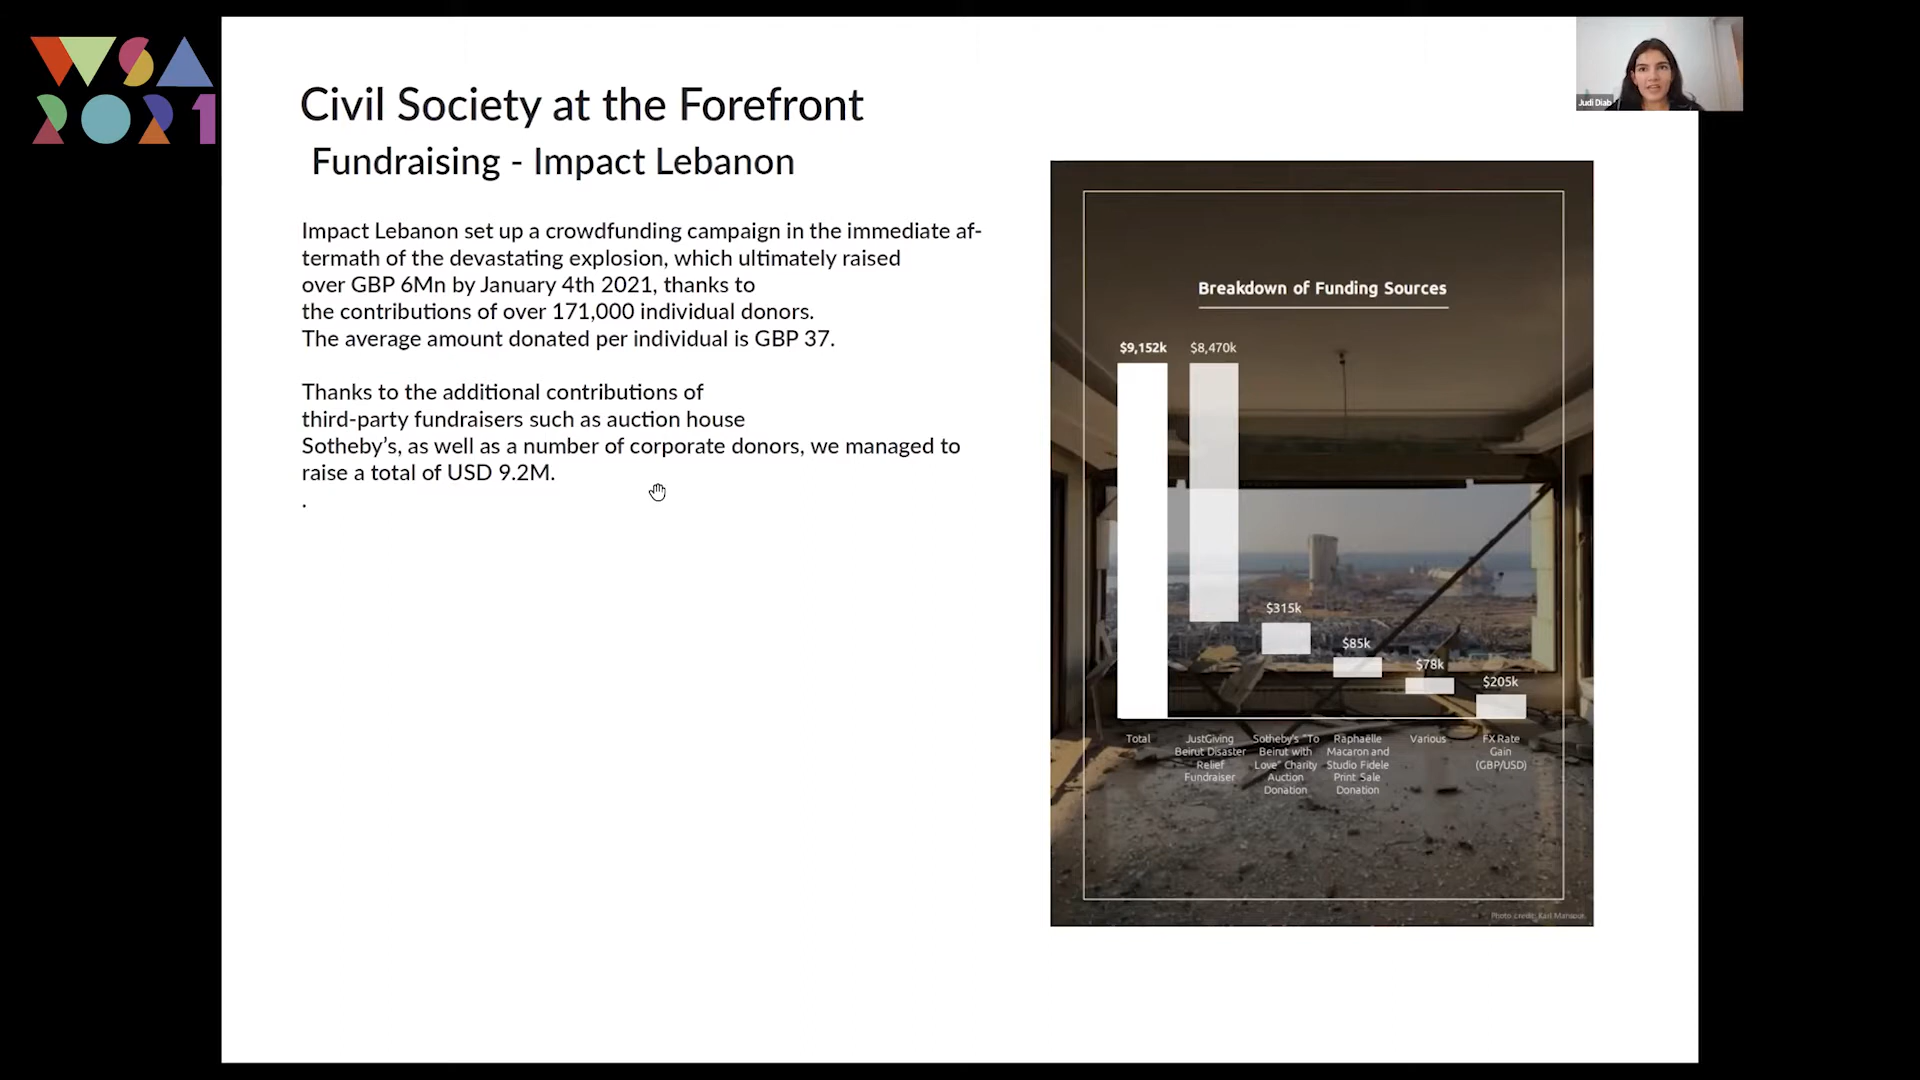 WSA
2021
Civil Society at the Forefront
Fundraising - Impact Lebanon
Impact Lebanon set up a crowdfunding campaign in the immediate af-
termath of the devastating explosion, which ultimately raised
over GBP 6Mn by January 4th 2021, thanks to
the contributions of over 171,000 individual donors.
The average amount donated per individual is GBP 37.
Thanks to the additional contributions of
third-party fundraisers such as auction house
Sotheby’s, as well as a number of corporate donors, we managed to
raise a total of USD 9.2M.
.
Judi Diab
Breakdown of Funding Sources
$9,152k
$8,470k
$315k
$85k
$78k
$205k
Total
JustGiving
Beirut Disaster
Relief
Fundraiser
Sotheby's "To
Beirut with
Love" Charity
Auction
Donation
Raphaëlle
Macaron and
Studio Fidele
Print Sale
Donation
Various
FX Rate
Gain
(GBP/USD)
Photo credit: Karl Mansour